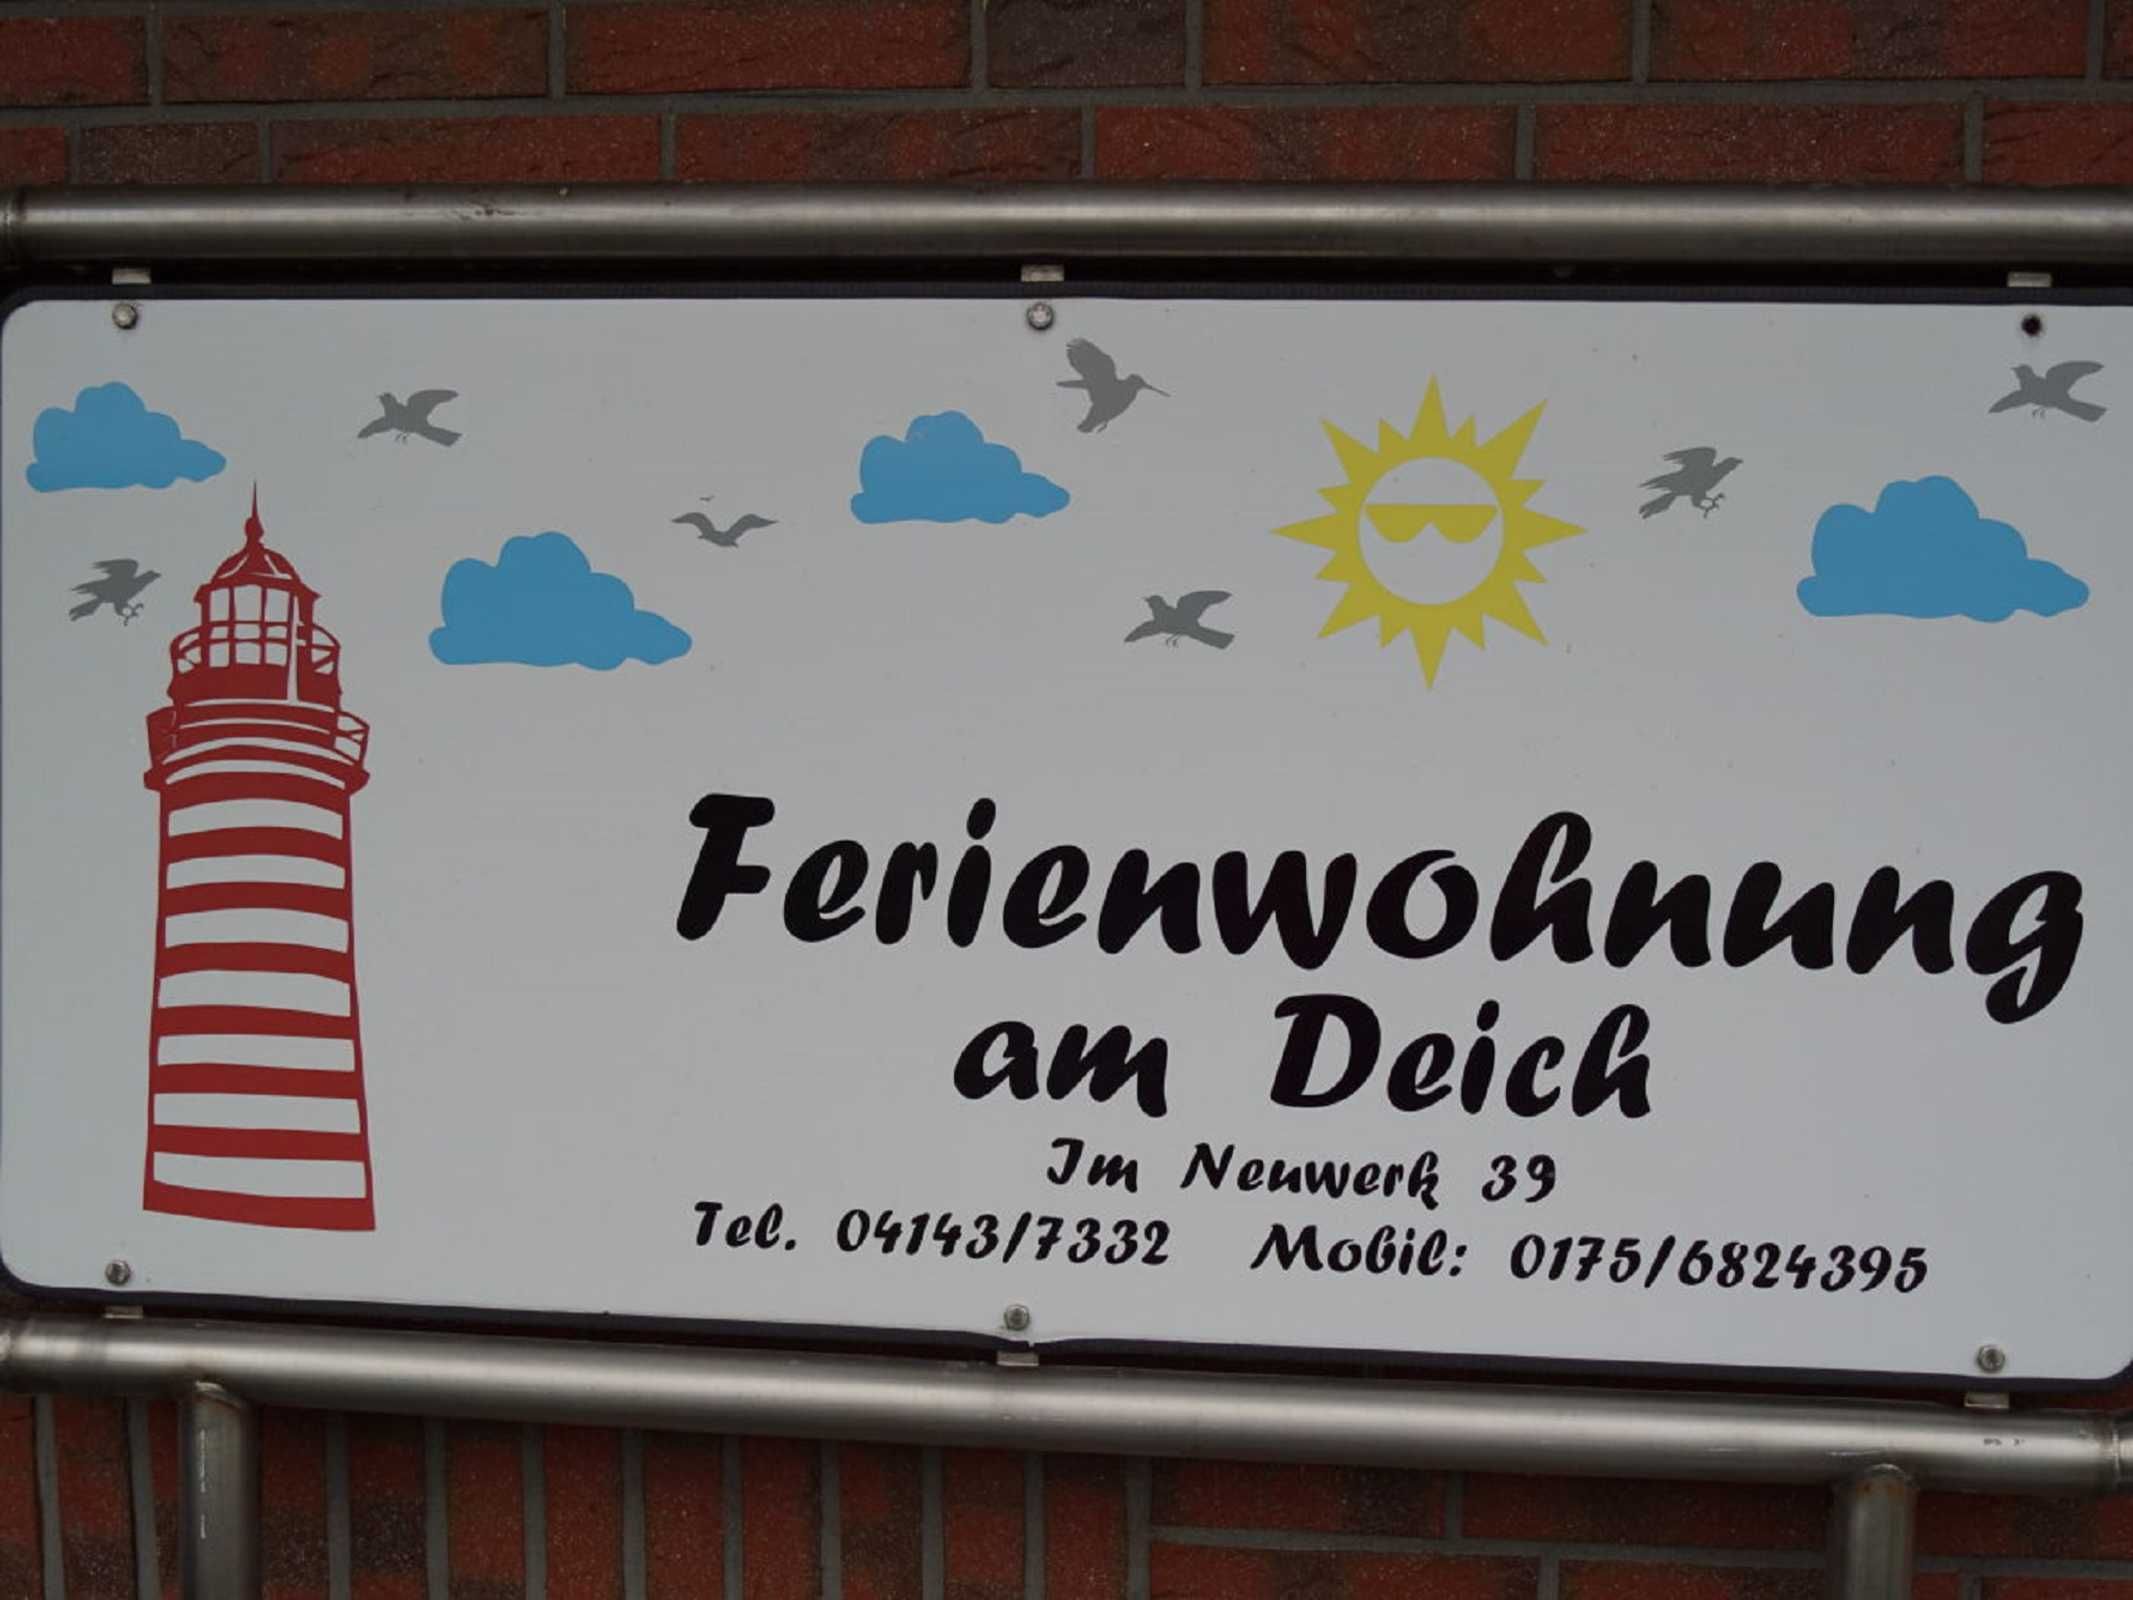 Ferienwohnung
am Deich
Im Neuwerk 39
Tel. 04143/7332 Mobil: 0175/6824395